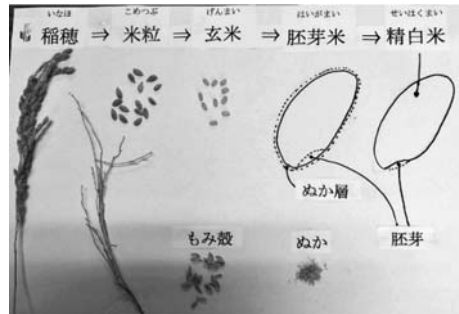 いなほ こめつぶ げんまい はいがまい せいはくまい
稲穂 ⇒ 米粒 ⇒ 玄米 ⇒ 胚芽米 ⇒ 精白米
ぬか層
もみ殻 ぬか 胚芽